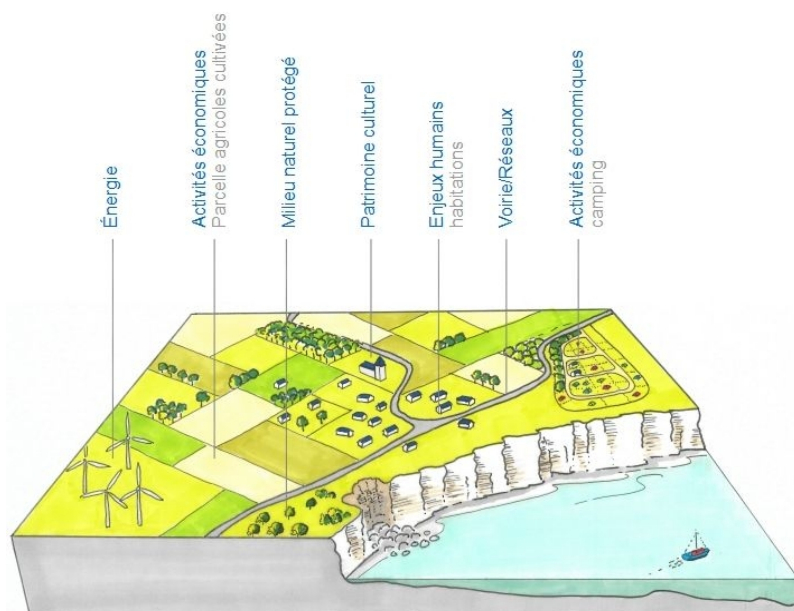 Énergie
Activités économiques
Parcelle agricoles cultivées
Milieu naturel protégé
Patrimoine culturel
Enjeux humains
habitations
Voirie/Réseaux
Activités économiques
camping